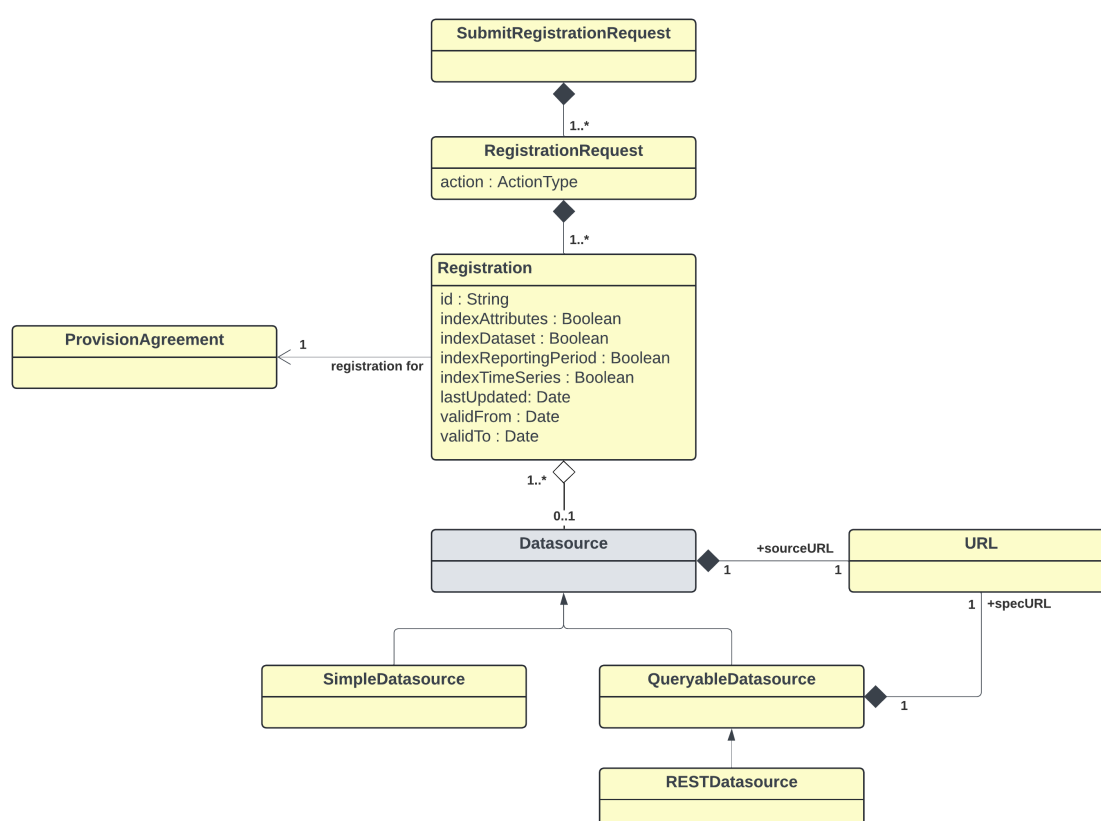 SubmitRegistrationRequest
1..*
RegistrationRequest
action : ActionType
1..*
Registration
id : String
indexAttributes : Boolean
indexDataset : Boolean
indexReportingPeriod : Boolean
indexTimeSeries : Boolean
lastUpdated: Date
validFrom : Date
validTo : Date
ProvisionAgreement
1
registration for
1..*
0..1
Datasource
1
+sourceURL
1
URL
1
+specURL
SimpleDatasource
QueryableDatasource
1
RESTDatasource